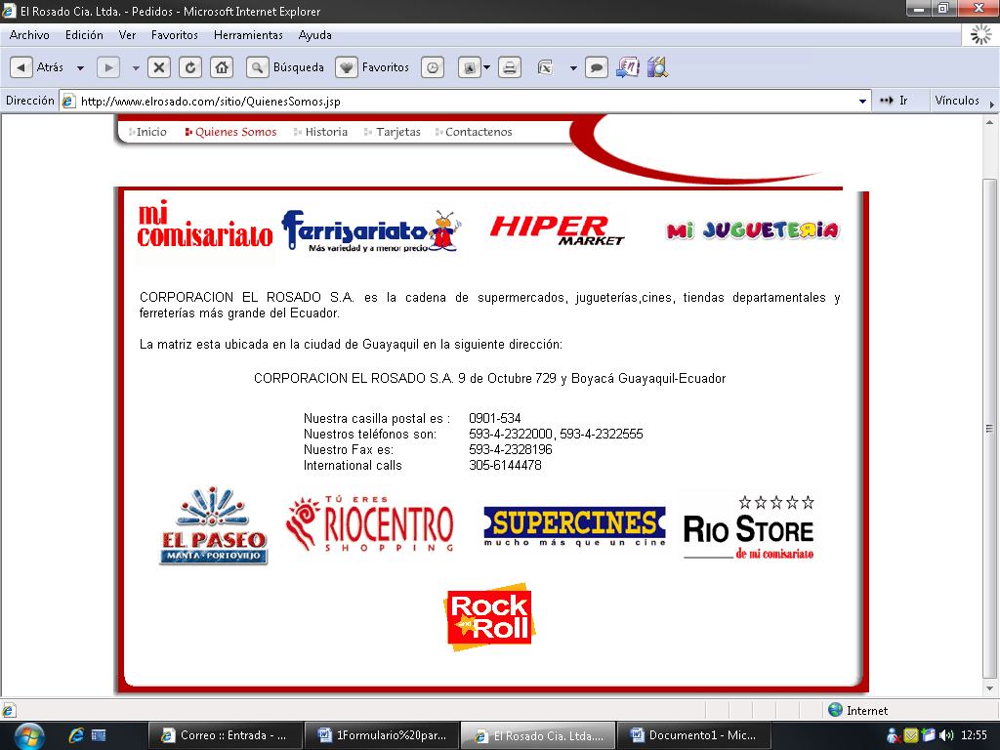 El Rosado Cia. Ltda. - Pedidos - Microsoft Internet Explorer
Archivo Edición Ver Favoritos Herramientas Ayuda
Atrás Búsqueda Favoritos
Dirección http://www.elrosado.com/sitio/QuienesSomos.jsp Ir Vínculos
Inicio Quienes Somos Historia Tarjetas Contactenos
mi comisariato
Ferrisariato
Más variedad y a menor precio
HIPER MARKET
Mi JUGUETERiA
CORPORACION EL ROSADO S.A. es la cadena de supermercados, jugueterías,cines, tiendas departamentales y
ferreterías más grande del Ecuador.
La matriz esta ubicada en la ciudad de Guayaquil en la siguiente dirección:
CORPORACION EL ROSADO S.A. 9 de Octubre 729 y Boyacá Guayaquil-Ecuador
Nuestra casilla postal es : 0901-534
Nuestros teléfonos son: 593-4-2322000, 593-4-2322555
Nuestro Fax es: 593-4-2328196
International calls 305-6144478
EL PASEO
MANTA - PORTOVIEJO
TÚ ERES
RIOCENTRO
SHOPPING
SUPERCINES
mucho más que un cine
RIO STORE
de mi comisariato
Rock
and Roll
Internet
Correo :: Entrada - ... 1Formulario%20par... El Rosado Cia. Ltda.... Documento1 - Mic... 12:55